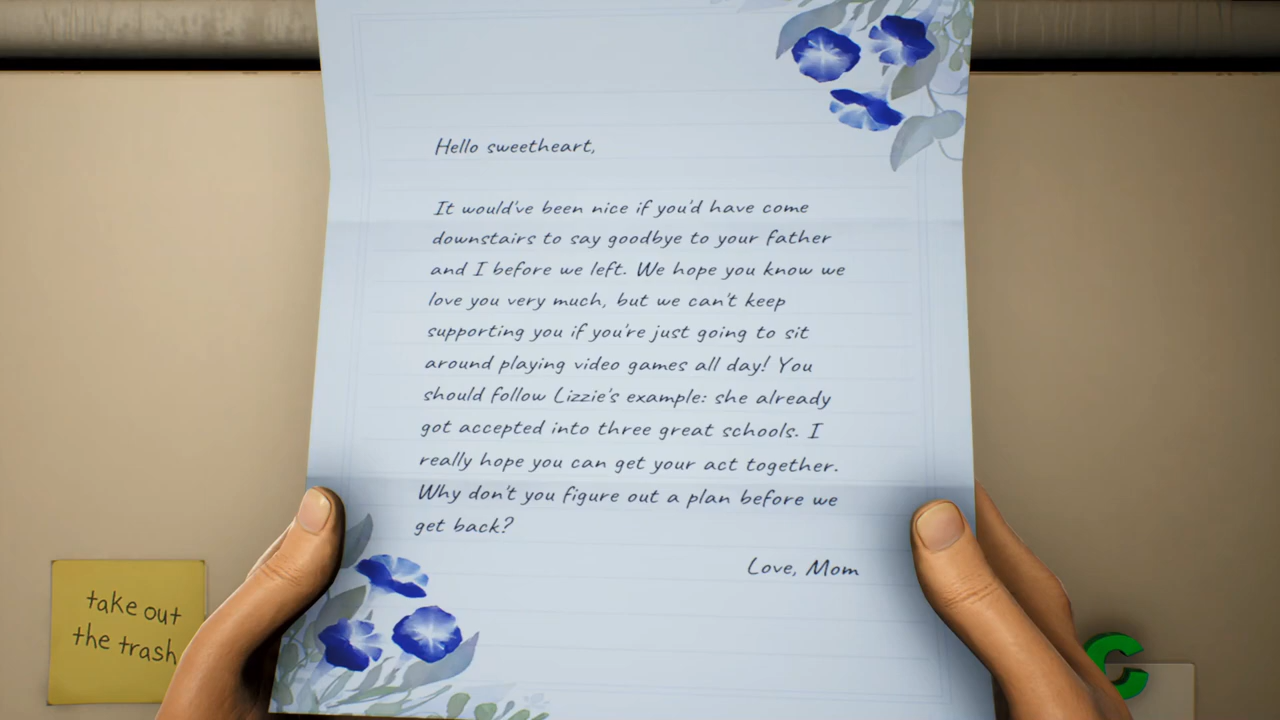 Hello sweetheart,
It would've been nice if you'd have come
downstairs to say goodbye to your father
and I before we left. We hope you know we
love you very much, but we can't keep
supporting you if you're just going to sit
around playing video games all day! You
should follow Lizzie's example: she already
got accepted into three great schools. I
really hope you can get your act together.
Why don't you figure out a plan before we
get back?
Love, Mom
take out
the trash
C